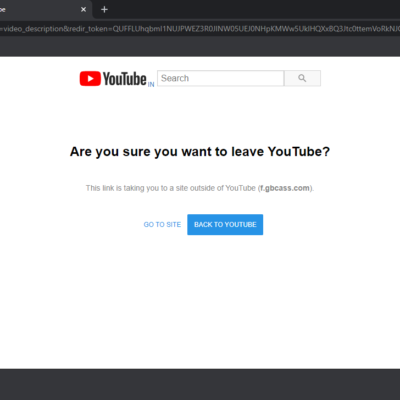 be
=video_description&redir_token=
YouTube IN
Search
Are you sure you want to leave YouTube?
This link is taking you to a site outside of YouTube (f.gbcass.com).
GO TO SITE
BACK TO YOUTUBE